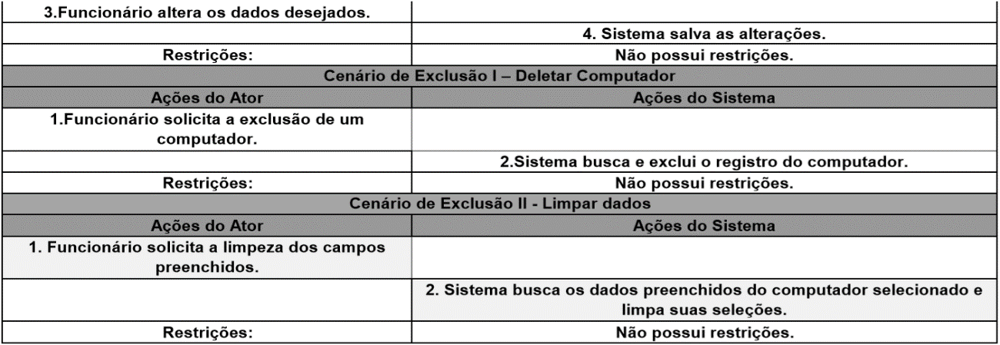 3.Funcionário altera os dados desejados.
4. Sistema salva as alterações.
Restrições: Não possui restrições.
Cenário de Exclusão I – Deletar Computador
Ações do Ator Ações do Sistema
1.Funcionário solicita a exclusão de um
computador.
2.Sistema busca e exclui o registro do computador.
Restrições: Não possui restrições.
Cenário de Exclusão II - Limpar dados
Ações do Ator Ações do Sistema
1. Funcionário solicita a limpeza dos campos
preenchidos.
2. Sistema busca os dados preenchidos do computador selecionado e
limpa suas seleções.
Restrições: Não possui restrições.